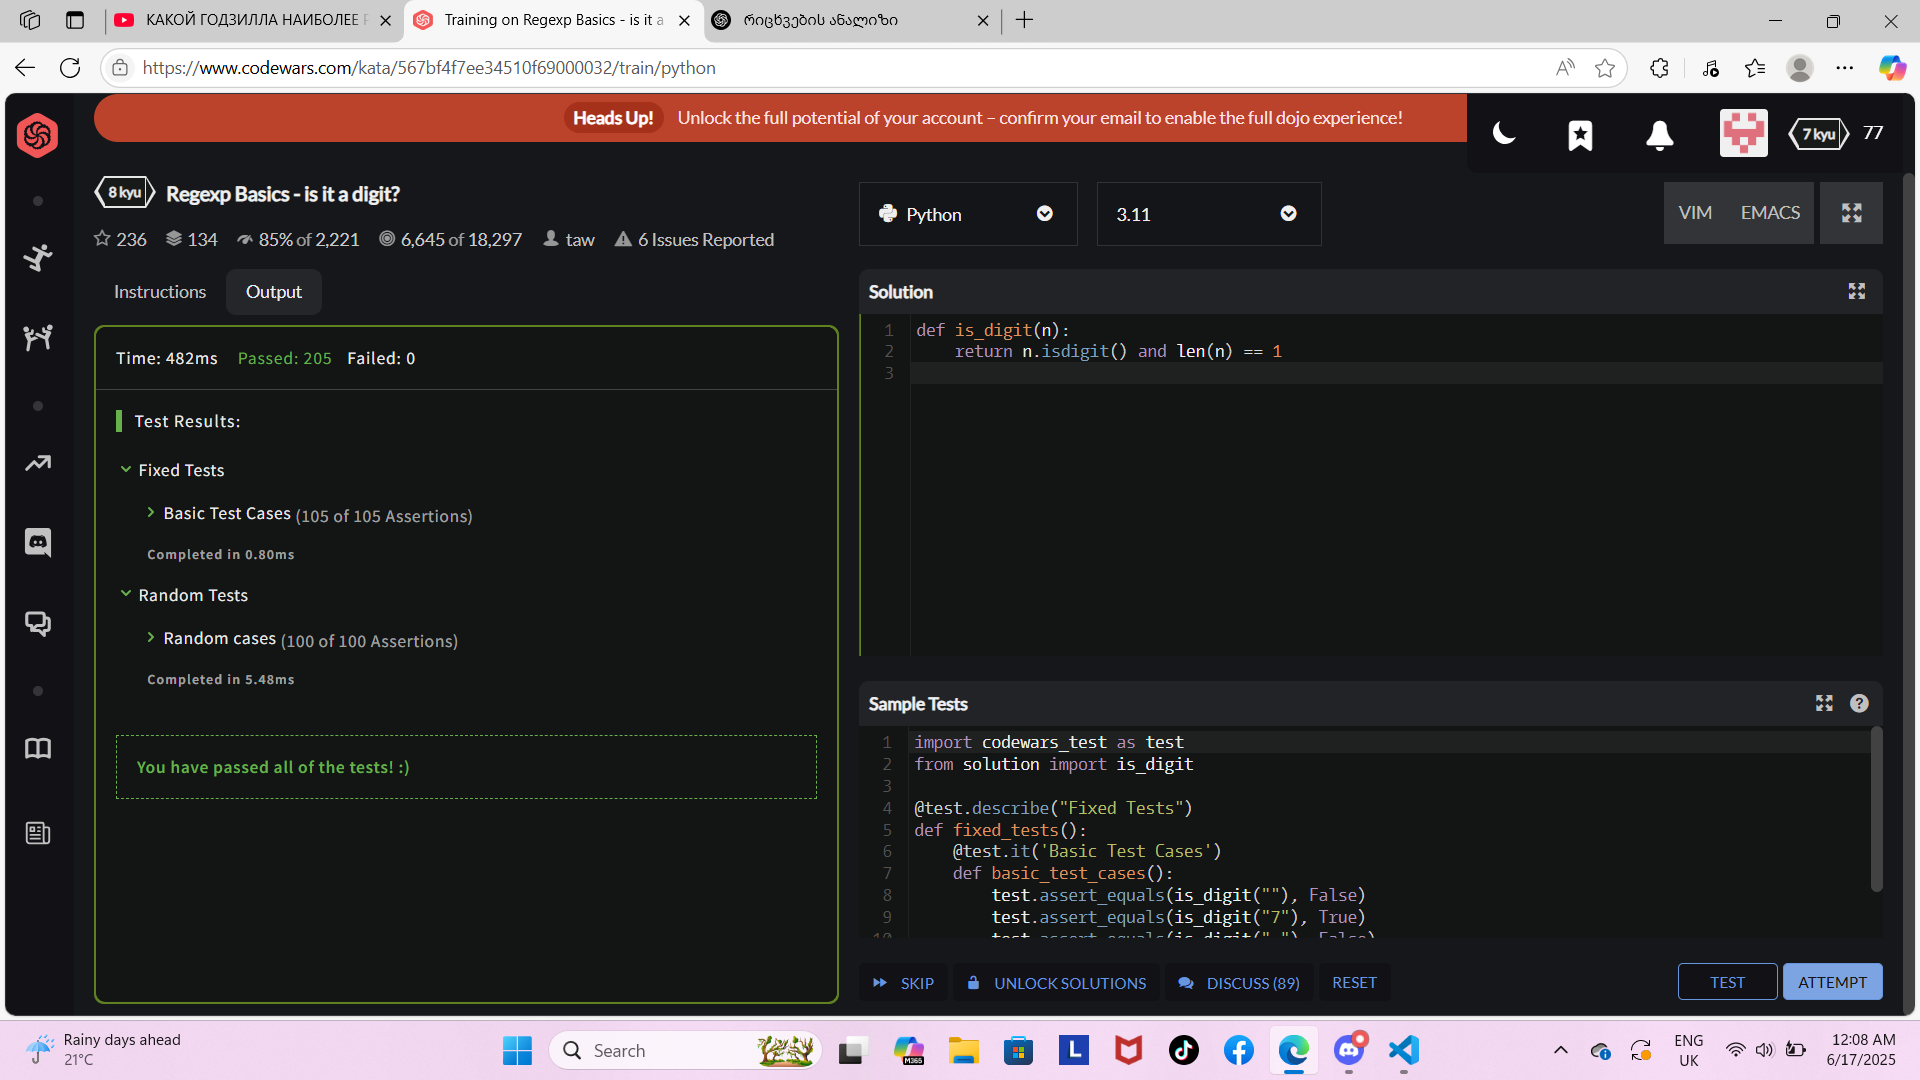 КАКОЙ ГОДЗИЛЛА НАИБОЛЕЕ
Training on Regexp Basics - is it a
რიცხვების ანალიზი
https://www.codewars.com/kata/567bf4f7ee34510f69000032/train/python
Heads Up! Unlock the full potential of your account – confirm your email to enable the full dojo experience!
7 kyu 77
8 kyu Regexp Basics - is it a digit?
236 134 85% of 2,221 6,645 of 18,297 taw 6 Issues Reported
Python
3.11
VIM EMACS
Instructions Output
Time: 482ms Passed: 205 Failed: 0
Test Results:
Fixed Tests
Basic Test Cases (105 of 105 Assertions)
Completed in 0.80ms
Random Tests
Random cases (100 of 100 Assertions)
Completed in 5.48ms
You have passed all of the tests! :)
Solution
1 def is_digit(n):
2 return n.isdigit() and len(n) == 1
3
Sample Tests
1 import codewars_test as test
2 from solution import is_digit
3
4 @test.describe("Fixed Tests")
5 def fixed_tests():
6 @test.it('Basic Test Cases')
7 def basic_test_cases():
8 test.assert_equals(is_digit(""), False)
9 test.assert_equals(is_digit("7"), True)
10 test.assert_equals(is_digit(" "), False)
SKIP UNLOCK SOLUTIONS DISCUSS (89) RESET
TEST ATTEMPT
Rainy days ahead
21°C
Search
M365
ENG
UK
12:08 AM
6/17/2025